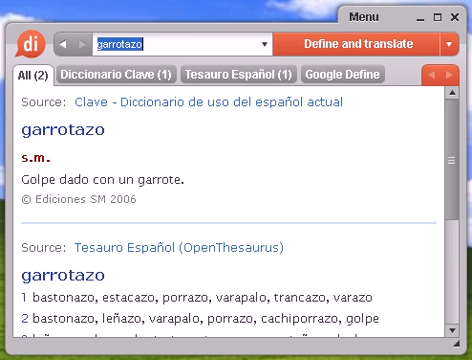 Menu
di
garrotazo
Define and translate
All (2)
Diccionario Clave (1)
Tesauro Español (1)
Google Define
Source: Clave - Diccionario de uso del español actual
garrotazo
s.m.
Golpe dado con un garrote.
© Ediciones SM 2006
Source: Tesauro Español (OpenThesaurus)
garrotazo
1 bastonazo, estacazo, porrazo, varapalo, trancazo, varazo
2 bastonazo, leñazo, varapalo, porrazo, cachiporrazo, golpe